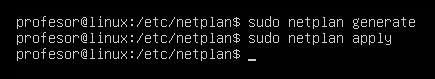 profesor@linux:/etc/netplan$ sudo netplan generate
profesor@linux:/etc/netplan$ sudo netplan apply
profesor@linux:/etc/netplan$ _